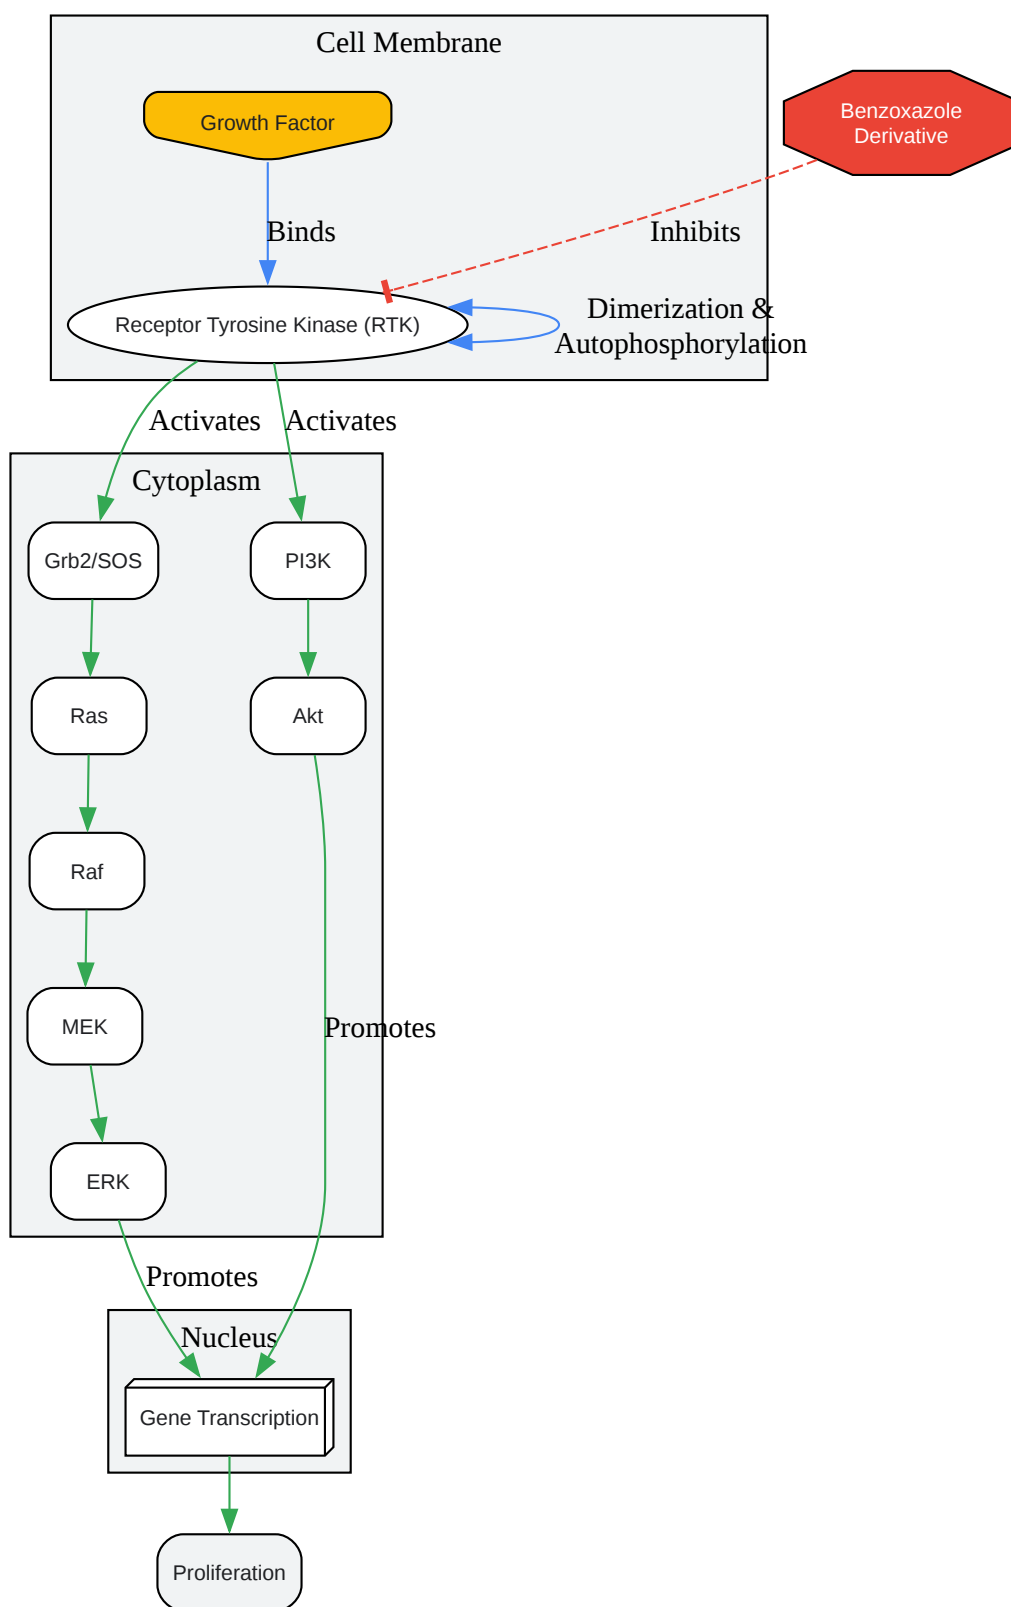 Cell Membrane
Growth Factor
Benzoxazole
Derivative
Binds
Inhibits
Receptor Tyrosine Kinase (RTK)
Dimerization &
Autophosphorylation
Activates
Activates
Cytoplasm
Grb2/SOS
PI3K
Ras
Akt
Raf
MEK
Promotes
ERK
Promotes
Nucleus
Gene Transcription
Proliferation